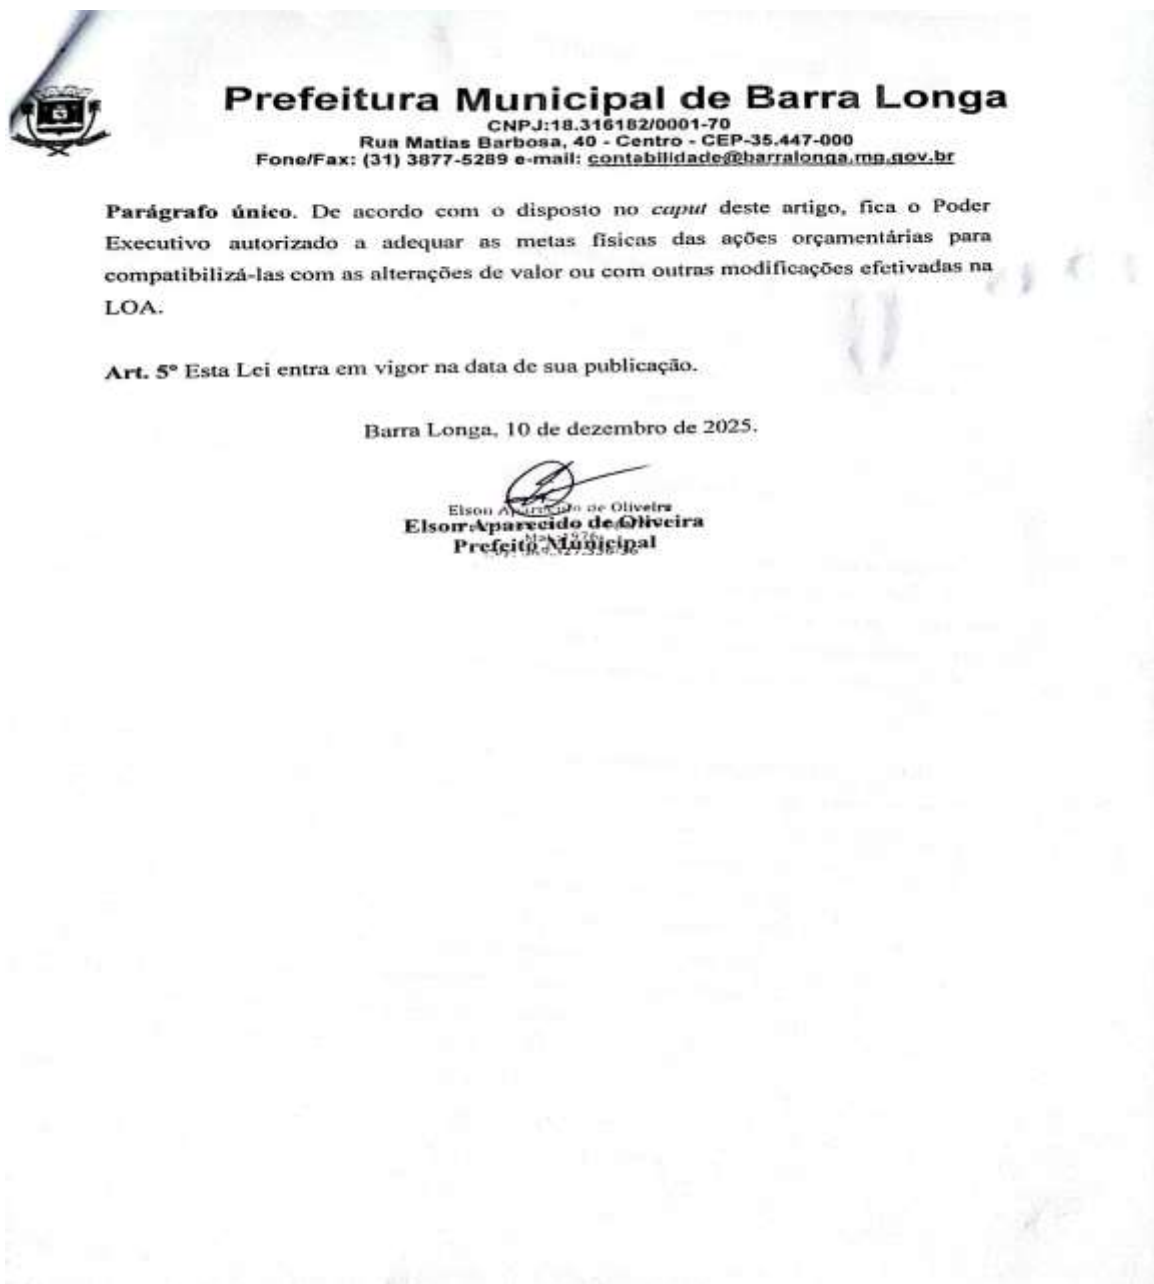 Prefeitura Municipal de Barra Longa
CNPJ:18.316182/0001-70
Rua Matias Barbosa, 40 - Centro - CEP-35.447-000
Fone/Fax: (31) 3877-5289 e-mail: contabilidade@barralonga.mg.gov.br
Parágrafo único. De acordo com o disposto no caput deste artigo, fica o Poder
Executivo autorizado a adequar as metas físicas das ações orçamentárias para
compatibilizá-las com as alterações de valor ou com outras modificações efetivadas na
LOA.
Art. 5º Esta Lei entra em vigor na data de sua publicação.
Barra Longa, 10 de dezembro de 2025.
Elson Aparecido de Oliveira
Elson Aparecido de Oliveira
Prefeito Municipal